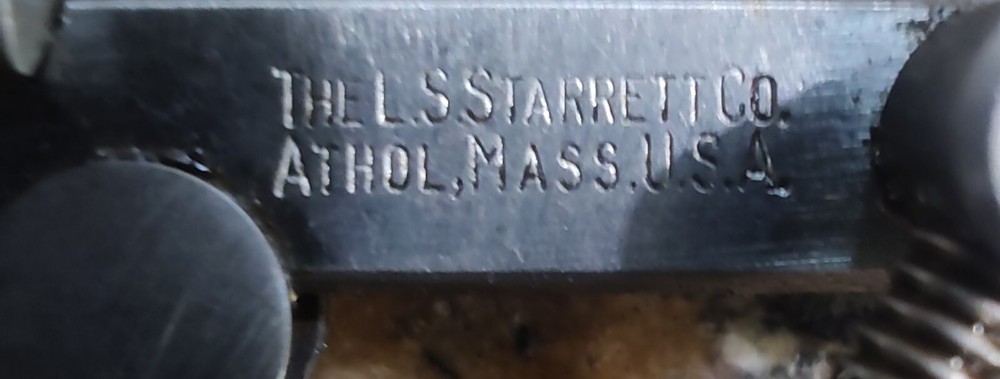 THE L.S. STARRETT CO.
ATHOL, MASS. U.S.A.